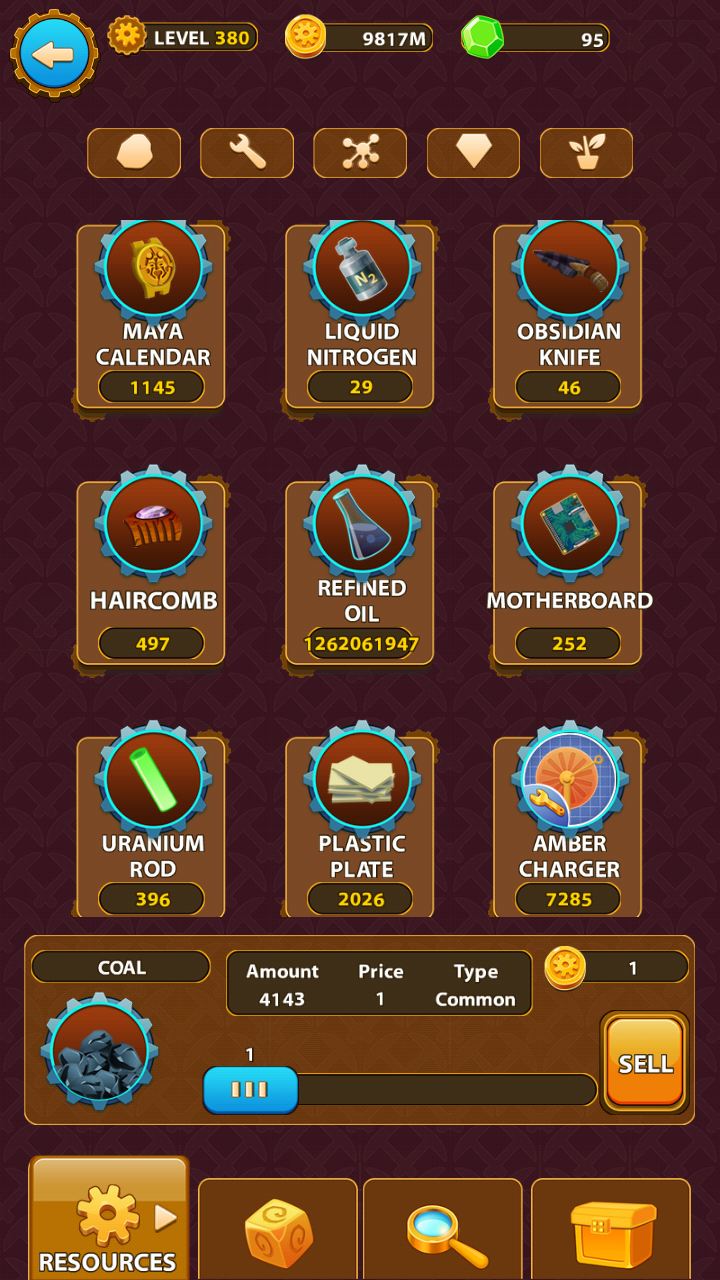 LEVEL 380
9817M
95
MAYA
CALENDAR
1145
LIQUID
NITROGEN
29
OBSIDIAN
KNIFE
46
N2
HAIRCOMB
497
REFINED
OIL
1262061947
MOTHERBOARD
252
URANIUM
ROD
396
PLASTIC
PLATE
2026
AMBER
CHARGER
7285
COAL
Amount Price Type
4143 1 Common
1
1
SELL
RESOURCES